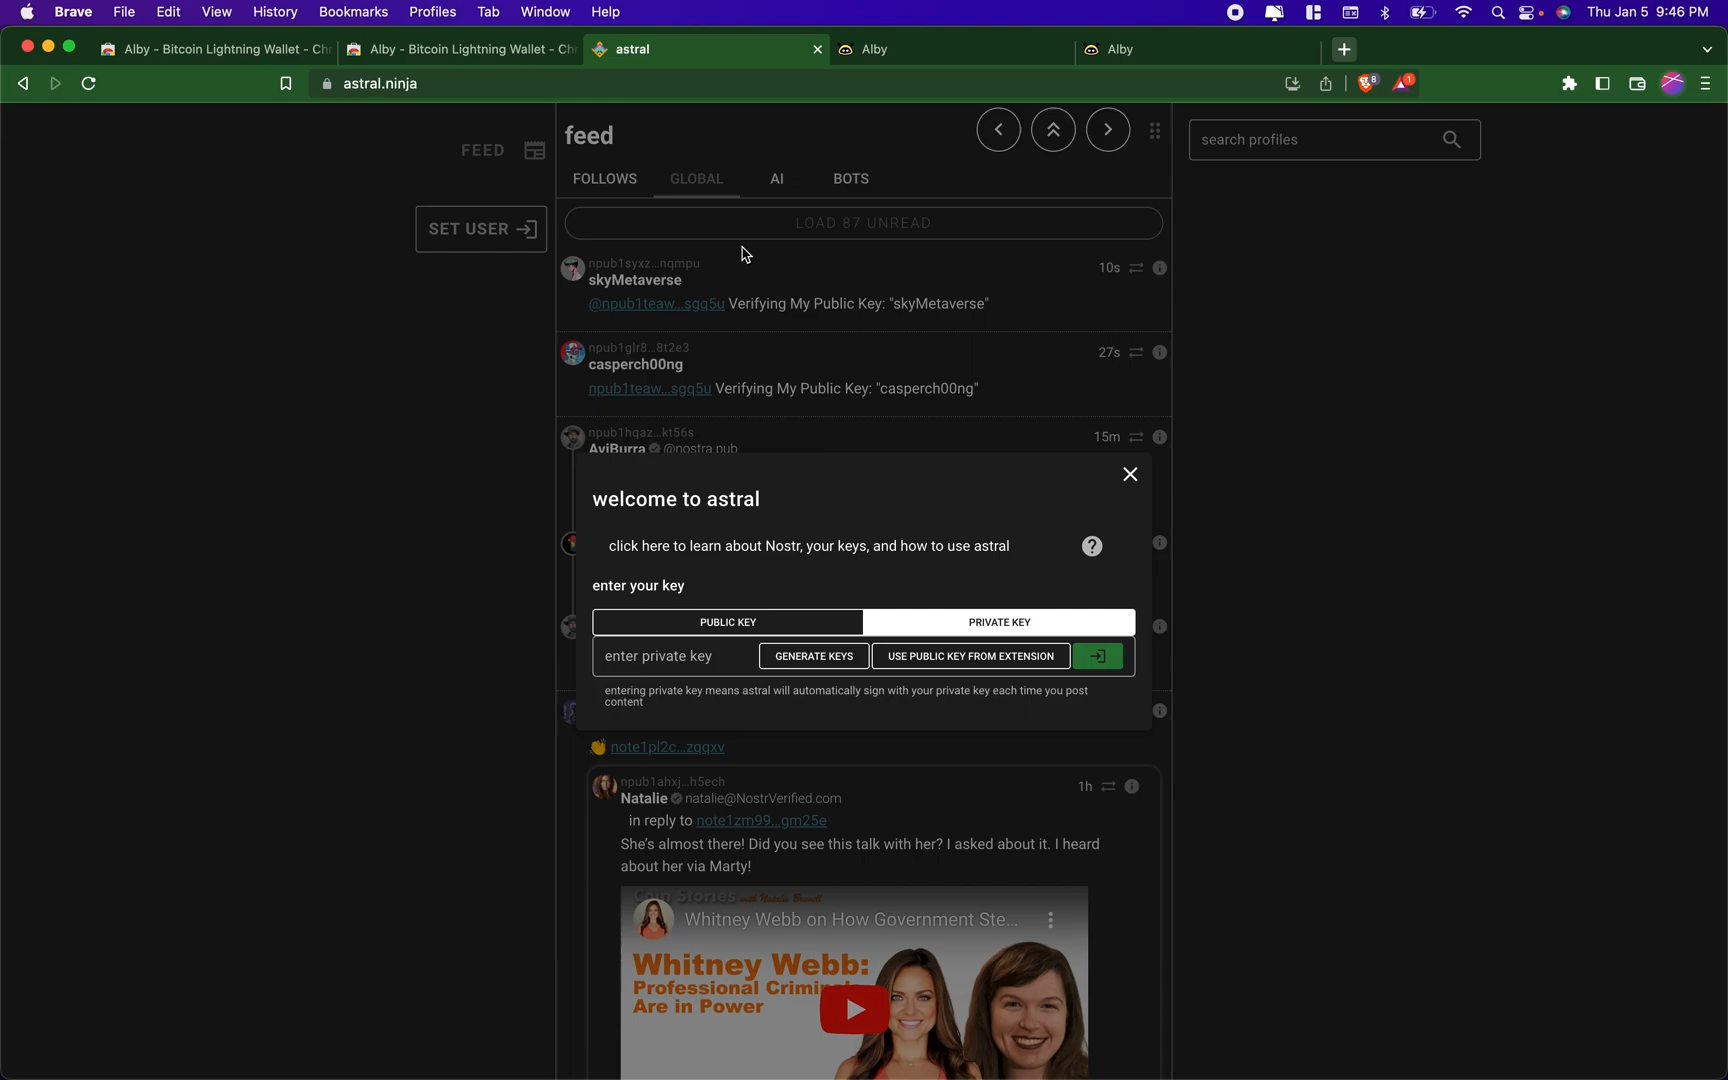 Brave File Edit View History Bookmarks Profiles Tab Window Help Thu Jan 5 9:46 PM
Alby - Bitcoin Lightning Wallet - Chr Alby - Bitcoin Lightning Wallet - Chr astral Alby Alby
astral.ninja 8 1
feed
search profiles
FEED
FOLLOWS GLOBAL AI BOTS
LOAD 87 UNREAD
SET USER
npub1syxz...nqmpu
skyMetaverse 10s
@npub1teaw...sgq5u Verifying My Public Key: "skyMetaverse"
npub1glr8...8t2e3
casperch00ng 27s
npub1teaw...sgq5u Verifying My Public Key: "casperch00ng"
npub1hqaz...kt56s
AviBurra @nostra.pub 15m
welcome to astral
click here to learn about Nostr, your keys, and how to use astral ?
enter your key
PUBLIC KEY PRIVATE KEY
enter private key GENERATE KEYS USE PUBLIC KEY FROM EXTENSION
entering private key means astral will automatically sign with your private key each time you post
content
👏 note1pl2c...zqqxv
npub1ahxj...h5ech
Natalie natalie@NostrVerified.com 1h
in reply to note1zm99...gm25e
She's almost there! Did you see this talk with her? I asked about it. I heard
about her via Marty!
Coin Stories with Natalie Brunell
Whitney Webb on How Government Ste...
Whitney Webb:
Professional Crimin
Are in Power